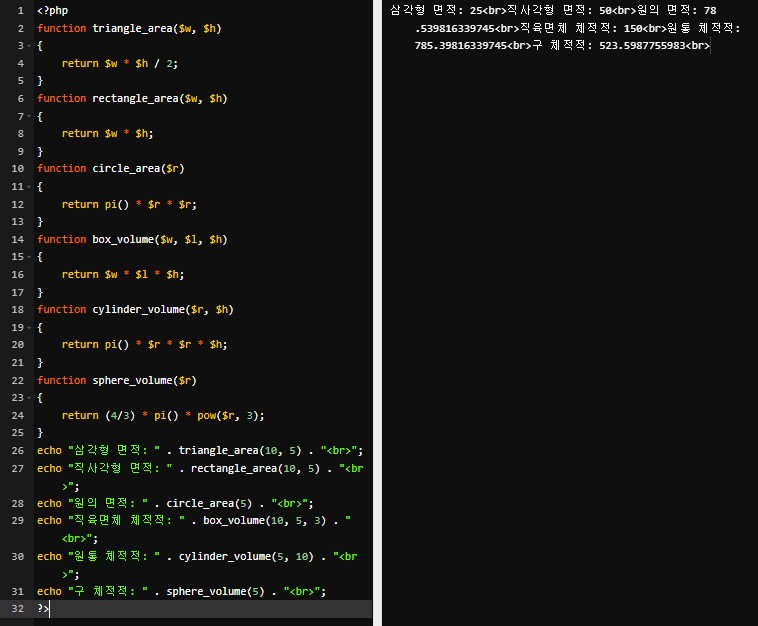 1 <?php
2 function triangle_area($w, $h)
3 {
4 return $w * $h / 2;
5 }
6 function rectangle_area($w, $h)
7 {
8 return $w * $h;
9 }
10 function circle_area($r)
11 {
12 return pi() * $r * $r;
13 }
14 function box_volume($w, $l, $h)
15 {
16 return $w * $l * $h;
17 }
18 function cylinder_volume($r, $h)
19 {
20 return pi() * $r * $r * $h;
21 }
22 function sphere_volume($r)
23 {
24 return (4/3) * pi() * pow($r, 3);
25 }
26 echo "삼각형 면적: " . triangle_area(10, 5) . "<br>";
27 echo "직사각형 면적: " . rectangle_area(10, 5) . "<br
>";
28 echo "원의 면적: " . circle_area(5) . "<br>";
29 echo "직육면체 체적적: " . box_volume(10, 5, 3) . "
<br>";
30 echo "원통 체적적: " . cylinder_volume(5, 10) . "<br
>";
31 echo "구 체적적: " . sphere_volume(5) . "<br>";
32 ?>
삼각형 면적: 25<br>직사각형 면적: 50<br>원의 면적: 78
.539816339745<br>직육면체 체적적: 150<br>원통 체적적:
785.39816339745<br>구 체적적: 523.5987755983<br>